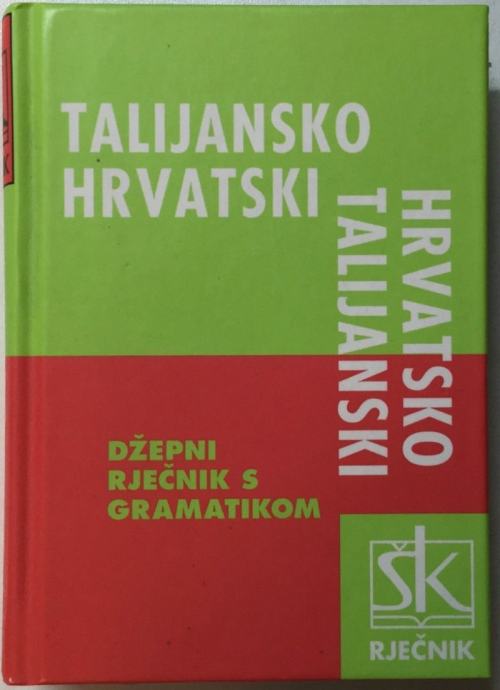 TALIJANSKO
HRVATSKI
HRVATSKO
TALIJANSKI
DŽEPNI
RJEČNIK S
GRAMATIKOM
ŠK
RJEČNIK